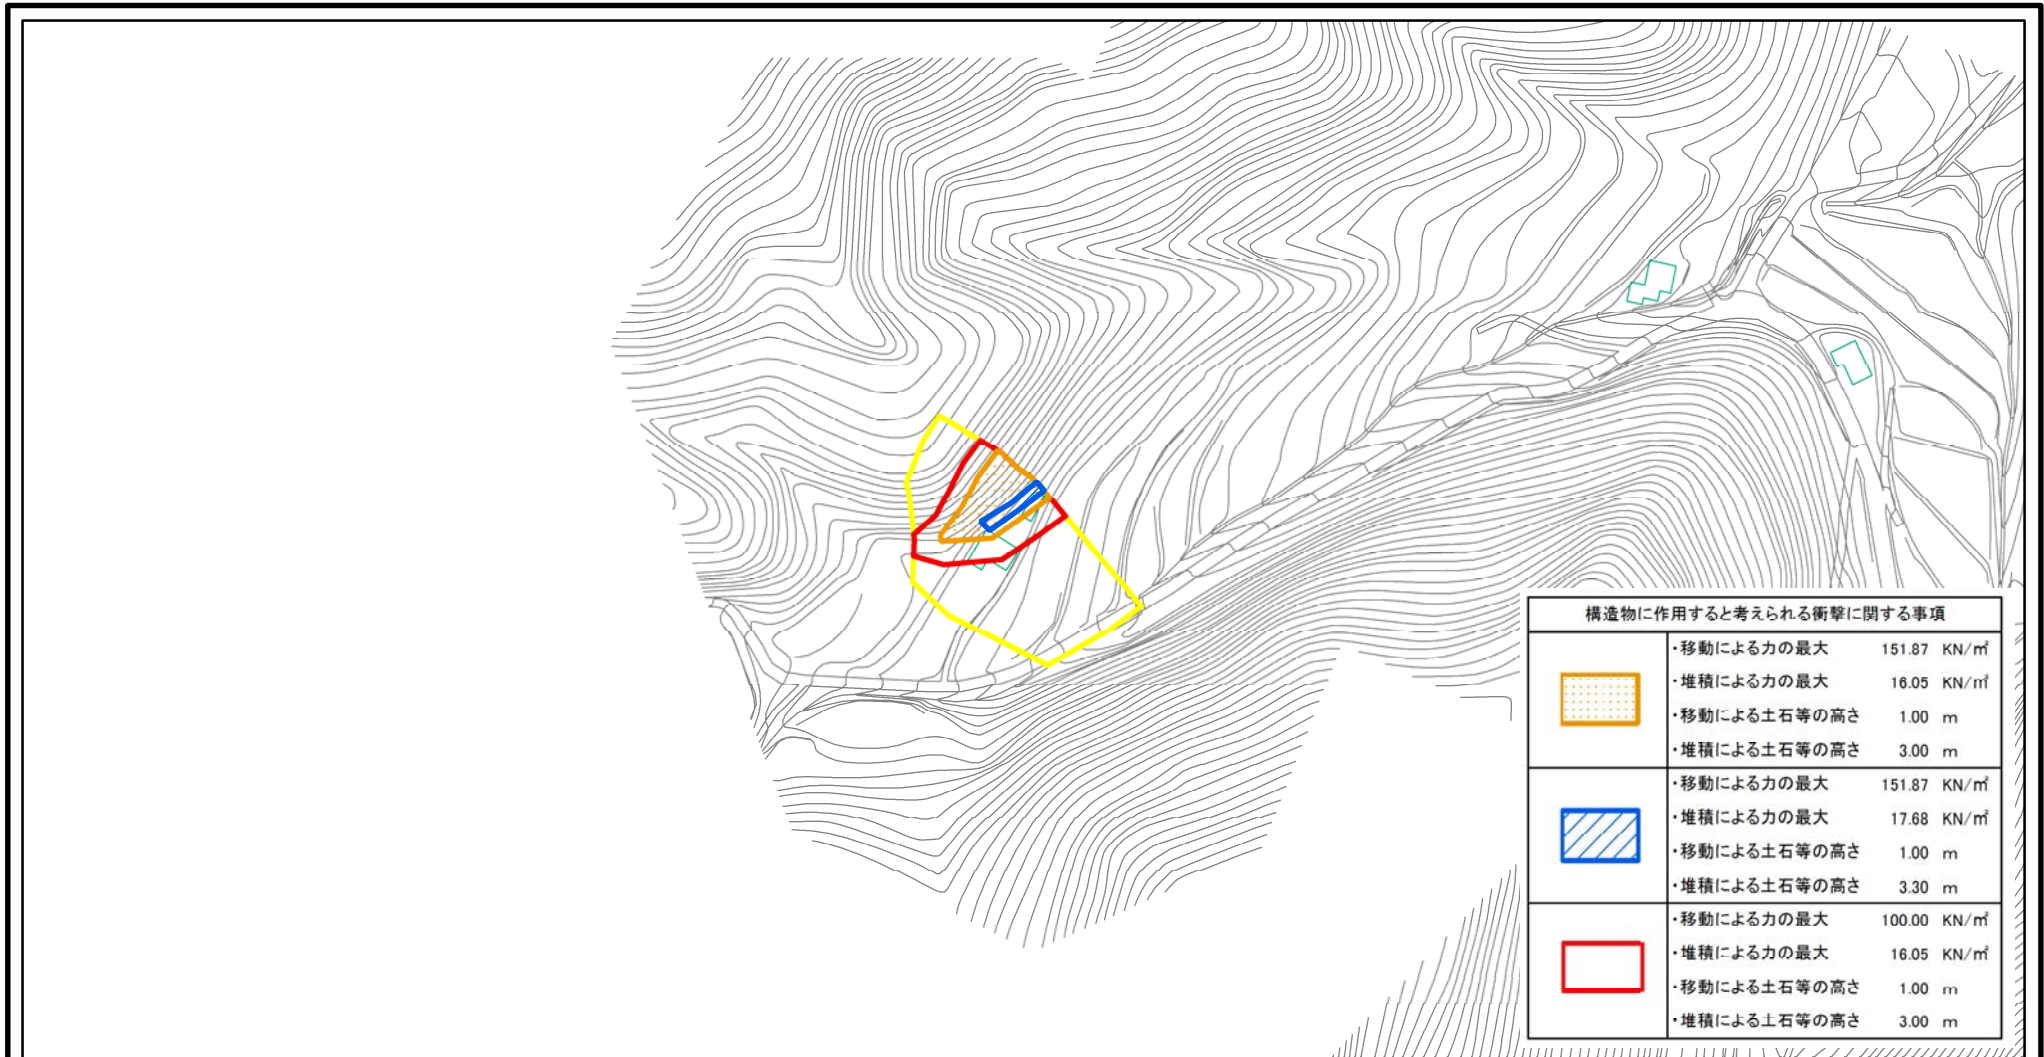 構造物に作用すると考えられる衝撃に関する事項
・移動による力の最大 151.87 KN/㎡
・堆積による力の最大 16.05 KN/㎡
・移動による土石等の高さ 1.00 m
・堆積による土石等の高さ 3.00 m
・移動による力の最大 151.87 KN/㎡
・堆積による力の最大 17.68 KN/㎡
・移動による土石等の高さ 1.00 m
・堆積による土石等の高さ 3.30 m
・移動による力の最大 100.00 KN/㎡
・堆積による力の最大 16.05 KN/㎡
・移動による土石等の高さ 1.00 m
・堆積による土石等の高さ 3.00 m